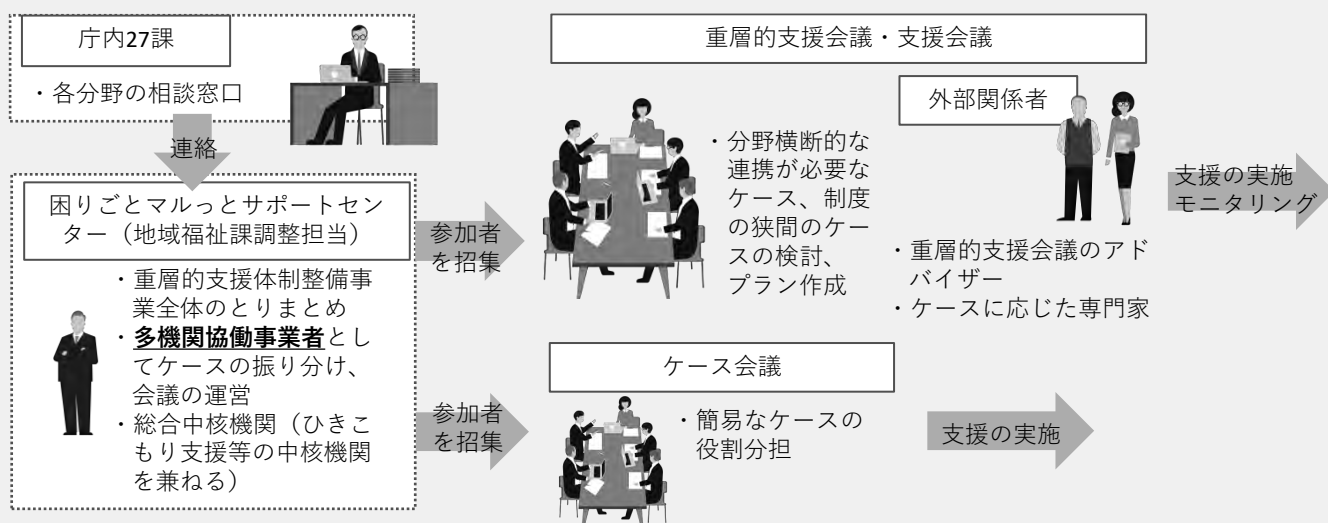 庁内27課
・各分野の相談窓口
連絡
困りごとマルっとサポートセン
ター（地域福祉課調整担当）
・重層的支援体制整備事
業全体のとりまとめ
・多機関協働事業者とし
てケースの振り分け、
会議の運営
・総合中核機関（ひきこ
もり支援等の中核機関
を兼ねる）
参加者
を招集
重層的支援会議・支援会議
・分野横断的な
連携が必要な
ケース、制度
の狭間のケー
スの検討、
プラン作成
外部関係者
・重層的支援会議のアド
バイザー
・ケースに応じた専門家
支援の実施
モニタリング
参加者
を招集
ケース会議
・簡易なケースの
役割分担
支援の実施